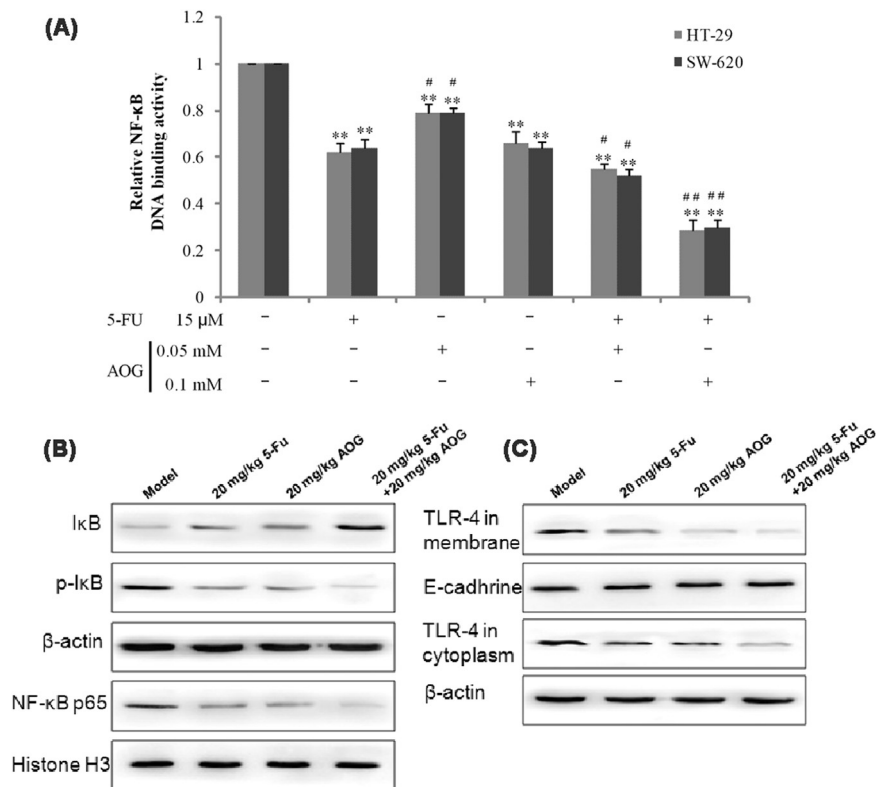 (A)
1.2
1
0.8
0.6
0.4
0.2
0
Relative NF-κB
DNA binding activity
HT-29
SW-620
** **
# #
** **
** **
# #
** **
## ##
** **
5-FU 15 μM − + − − + +
AOG 0.05 mM − − + − + −
0.1 mM − − − + − +
(B)
Model
20 mg/kg 5-Fu
20 mg/kg AOG
20 mg/kg 5-Fu
+20 mg/kg AOG
IκB
p-IκB
β-actin
NF-κB p65
Histone H3
(C)
Model
20 mg/kg 5-Fu
20 mg/kg AOG
20 mg/kg 5-Fu
+20 mg/kg AOG
TLR-4 in
membrane
E-cadhrine
TLR-4 in
cytoplasm
β-actin